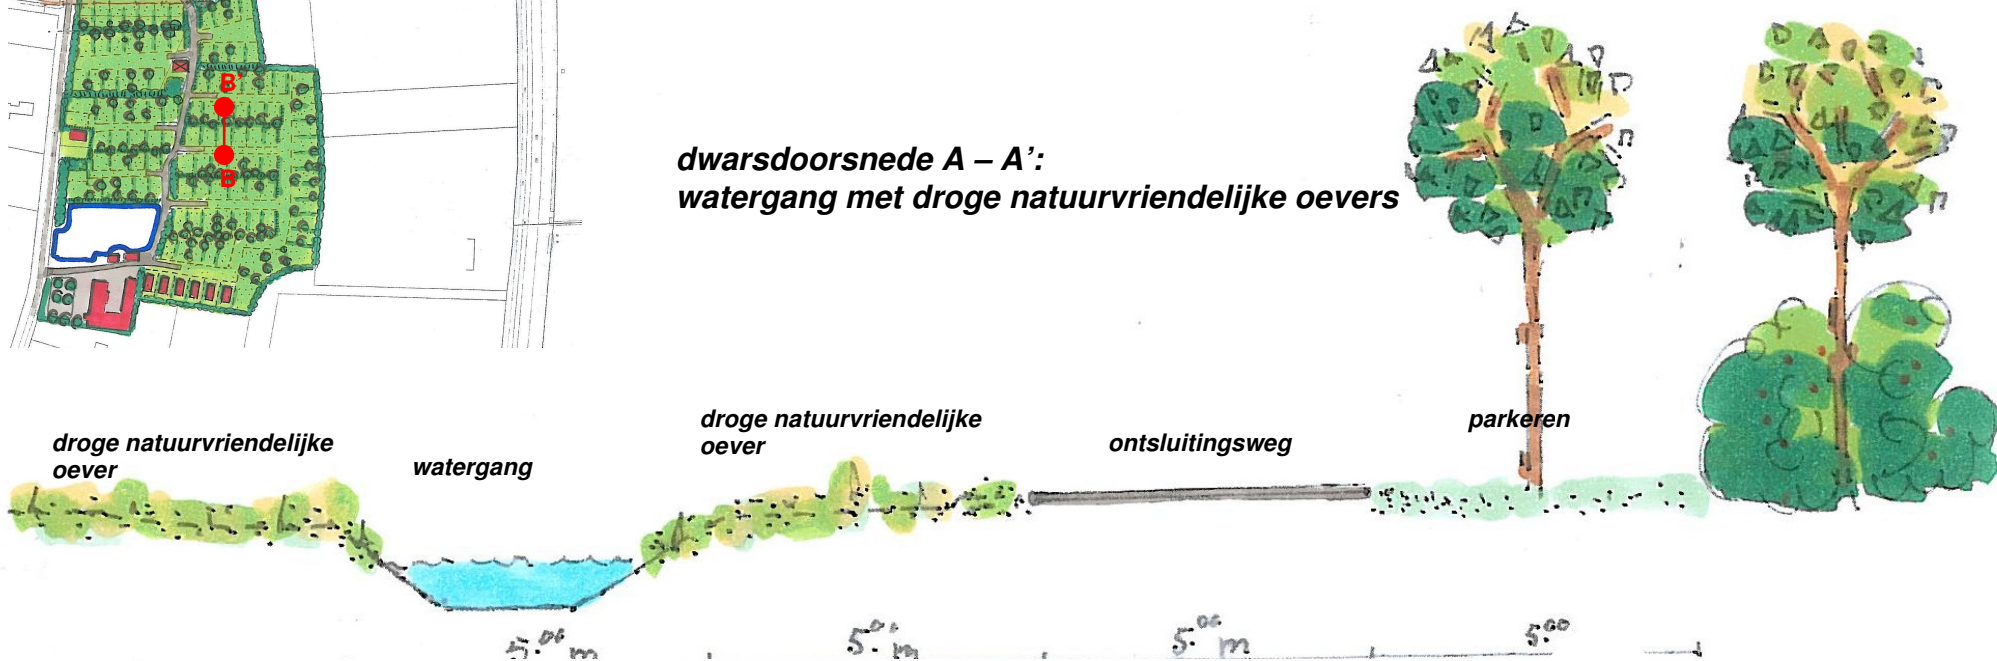 B’
B
dwarsdoorsnede A – A’:
watergang met droge natuurvriendelijke oevers
droge natuurvriendelijke
oever
watergang
droge natuurvriendelijke
oever
ontsluitingsweg
parkeren
5.00 m
5.00 m
5.00 m
5.00